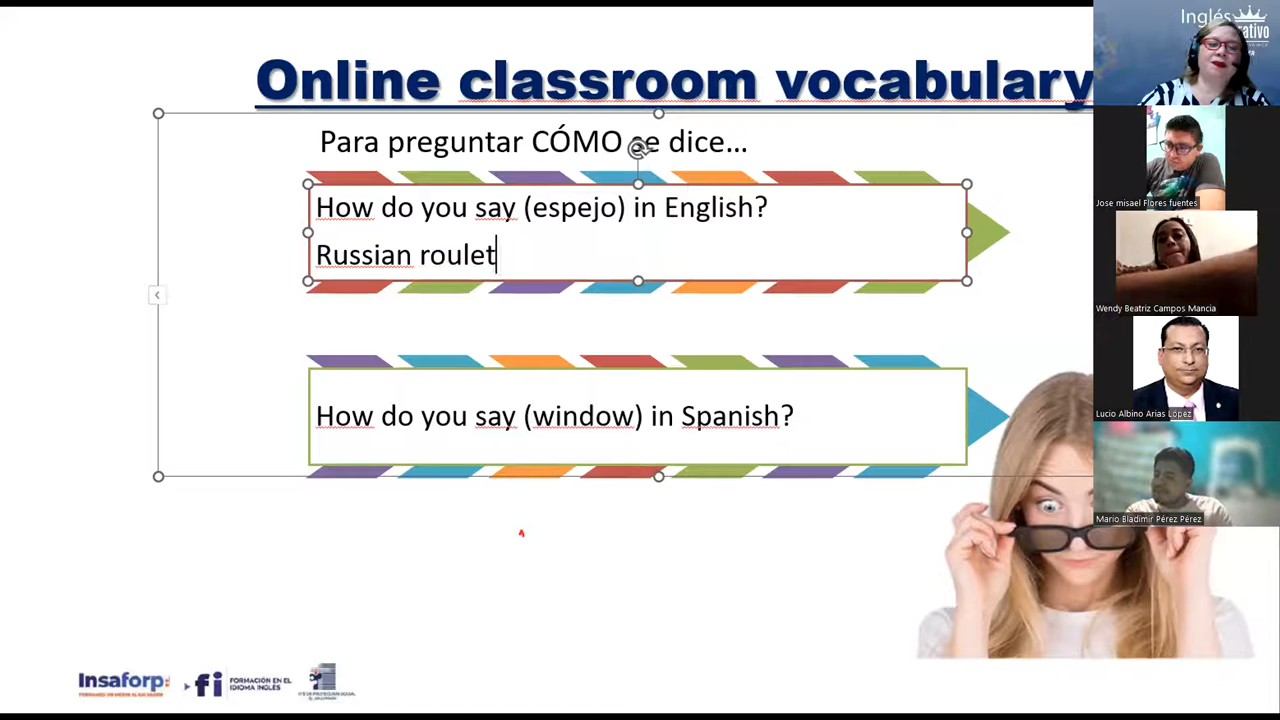 Online classroom vocabulary
Para preguntar CÓMO se dice...
How do you say (espejo) in English?
Russian roulet
How do you say (window) in Spanish?
Inglés
Jose misael Flores fuentes
Wendy Beatriz Campos Mancia
Lucio Albino Arias López
Mario Bladimir Pérez Pérez
Insaforp
fi
FORMACIÓN EN EL
IDIOMA INGLÉS